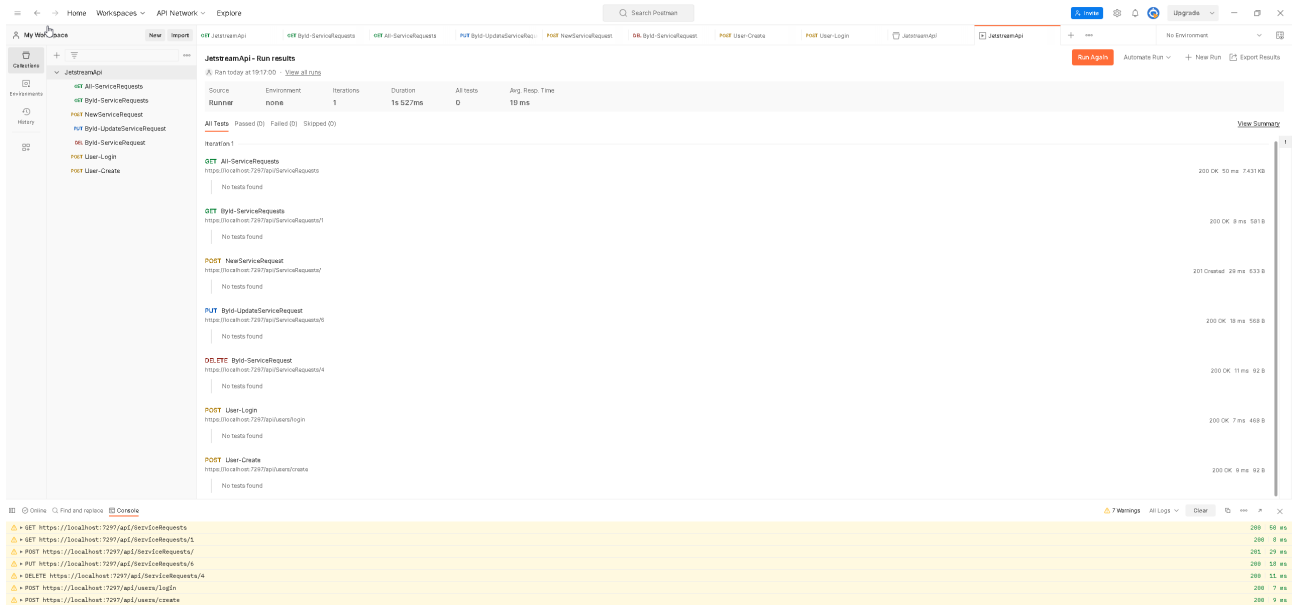 Home Workspaces API Network Explore Search Postman Invite Upgrade
My Workspace New Import GET JetstreamApi GET ById-ServiceRequests GET All-ServiceRequests PUT ById-UpdateServiceRequ POST NewServiceRequest DEL ById-ServiceRequest POST User-Create POST User-Login JetstreamApi JetstreamApi No Environment
Collections
Environments
History
JetstreamApi
GET All-ServiceRequests
GET ById-ServiceRequests
POST NewServiceRequest
PUT ById-UpdateServiceRequest
DEL ById-ServiceRequest
POST User-Login
POST User-Create
JetstreamApi - Run results Run Again Automate Run New Run Export Results
Ran today at 19:17:00 · View all runs
Source Environment Iterations Duration All tests Avg. Resp. Time
Runner none 1 1s 527ms 0 19 ms
All Tests Passed (0) Failed (0) Skipped (0) View Summary
Iteration 1 1
GET All-ServiceRequests
https://localhost:7297/api/ServiceRequests 200 OK 50 ms 7.431 KB
No tests found
GET ById-ServiceRequests
https://localhost:7297/api/ServiceRequests/1 200 OK 8 ms 581 B
No tests found
POST NewServiceRequest
https://localhost:7297/api/ServiceRequests/ 201 Created 29 ms 633 B
No tests found
PUT ById-UpdateServiceRequest
https://localhost:7297/api/ServiceRequests/6 200 OK 18 ms 568 B
No tests found
DELETE ById-ServiceRequest
https://localhost:7297/api/ServiceRequests/4 200 OK 11 ms 92 B
No tests found
POST User-Login
https://localhost:7297/api/users/login 200 OK 7 ms 468 B
No tests found
POST User-Create
https://localhost:7297/api/users/create 200 OK 9 ms 92 B
No tests found
Online Find and replace Console 7 Warnings All Logs Clear
GET https://localhost:7297/api/ServiceRequests 200 50 ms
GET https://localhost:7297/api/ServiceRequests/1 200 8 ms
POST https://localhost:7297/api/ServiceRequests/ 201 29 ms
PUT https://localhost:7297/api/ServiceRequests/6 200 18 ms
DELETE https://localhost:7297/api/ServiceRequests/4 200 11 ms
POST https://localhost:7297/api/users/login 200 7 ms
POST https://localhost:7297/api/users/create 200 9 ms